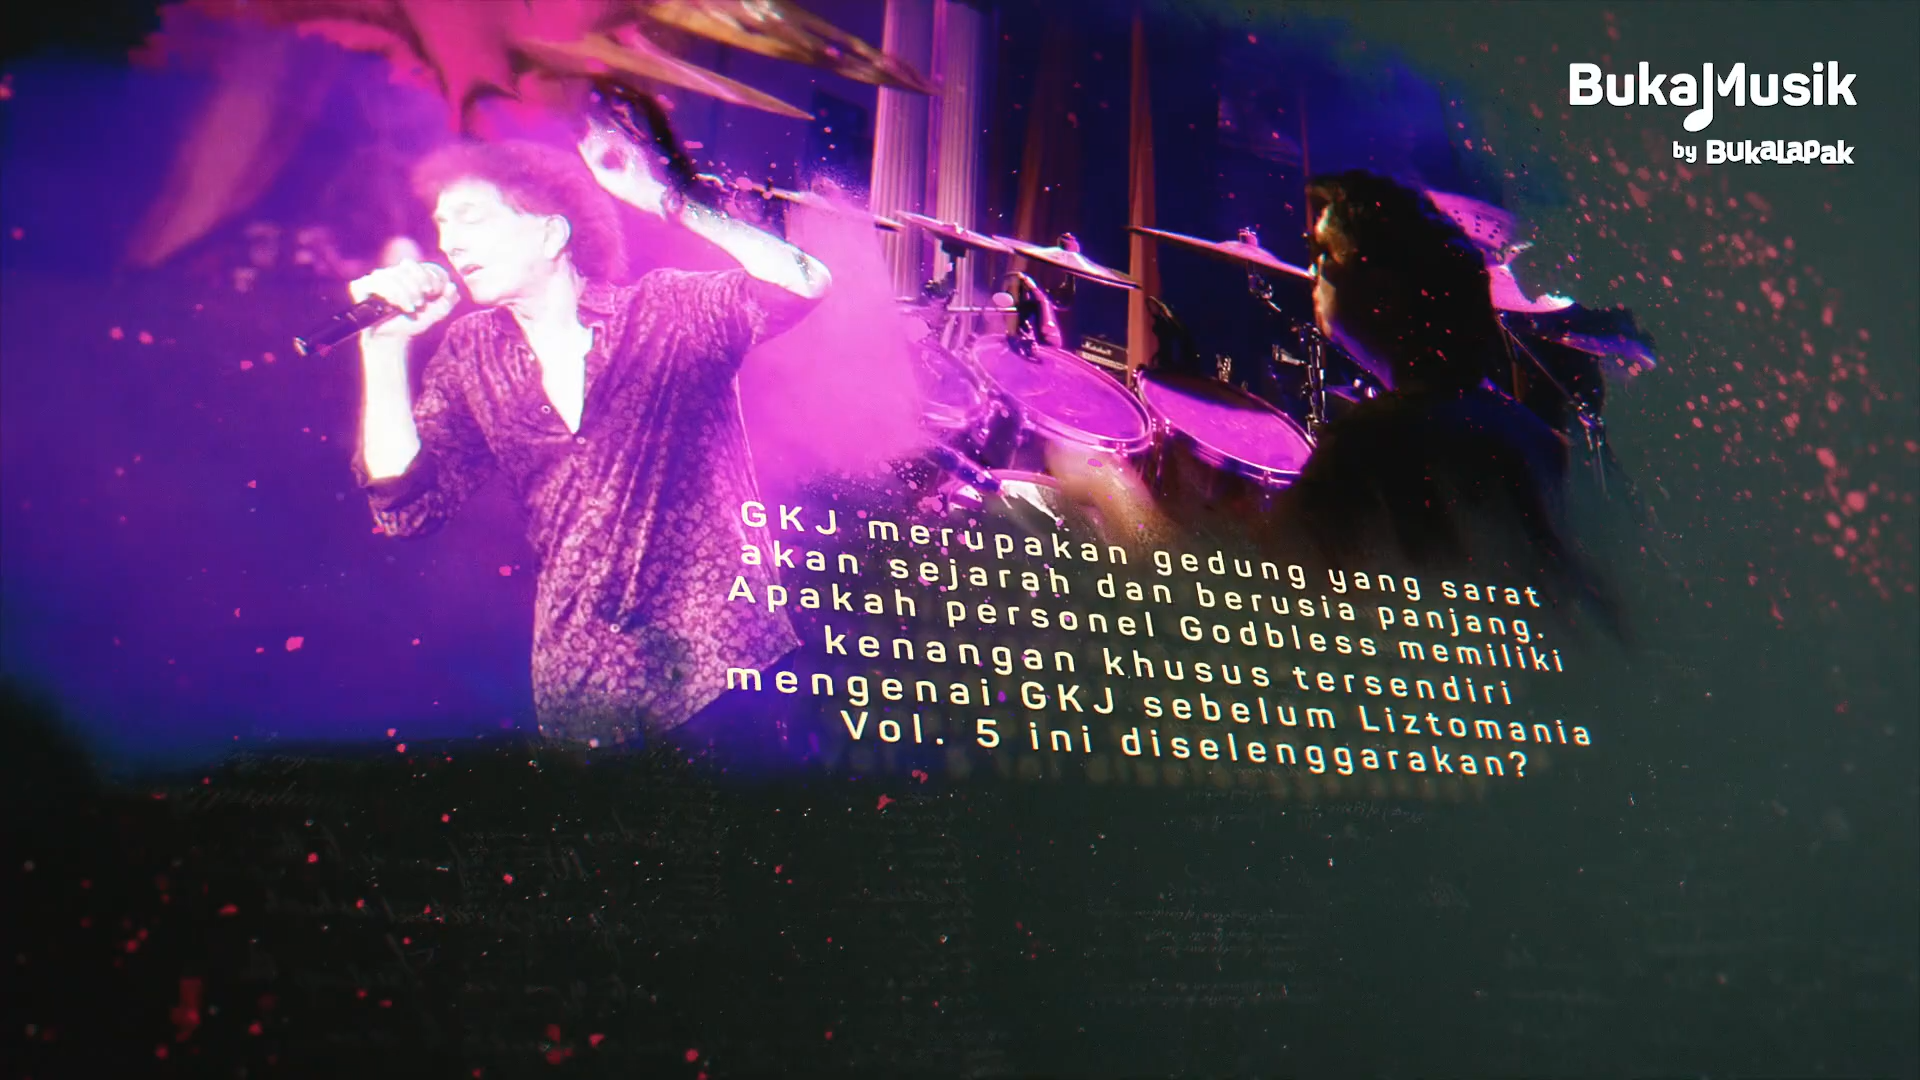 BukaMusik
by Bukalapak
GKJ merupakan gedung yang sarat
akan sejarah dan berusia panjang.
Apakah personel Godbless memiliki
kenangan khusus tersendiri
mengenai GKJ sebelum Liztomania
Vol. 5 ini diselenggarakan?